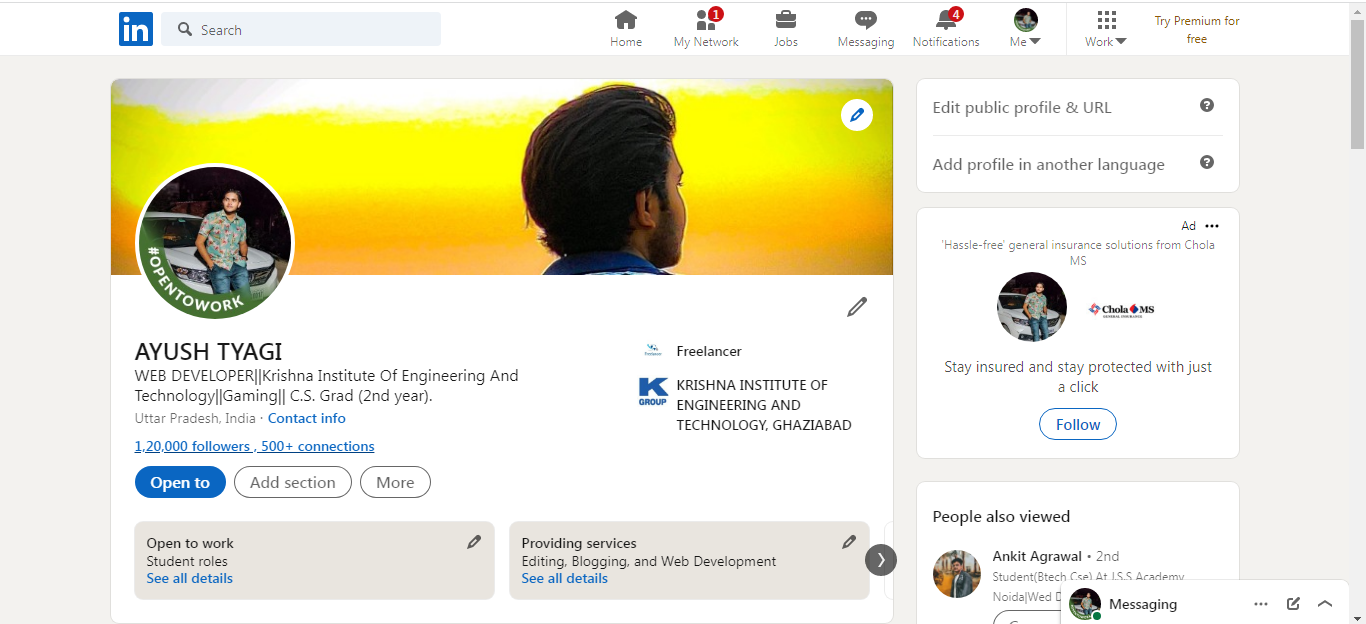 in
Search
Home
1
My Network
Jobs
Messaging
4
Notifications
Me
Work
Try Premium for
free
#OPENTOWORK
AYUSH TYAGI
WEB DEVELOPER||Krishna Institute Of Engineering And
Technology||Gaming|| C.S. Grad (2nd year).
Uttar Pradesh, India · Contact info
1,20,000 followers , 500+ connections
Open to
Add section
More
Freelancer
KRISHNA INSTITUTE OF
ENGINEERING AND
TECHNOLOGY, GHAZIABAD
K
GROUP
Open to work
Student roles
See all details
Providing services
Editing, Blogging, and Web Development
See all details
Edit public profile & URL
Add profile in another language
Ad
'Hassle-free' general insurance solutions from Chola
MS
Chola MS
GENERAL INSURANCE
Stay insured and stay protected with just
a click
Follow
People also viewed
Ankit Agrawal • 2nd
Student(Btech Cse) At J.S.S Academy
Noida|Wed D
Messaging